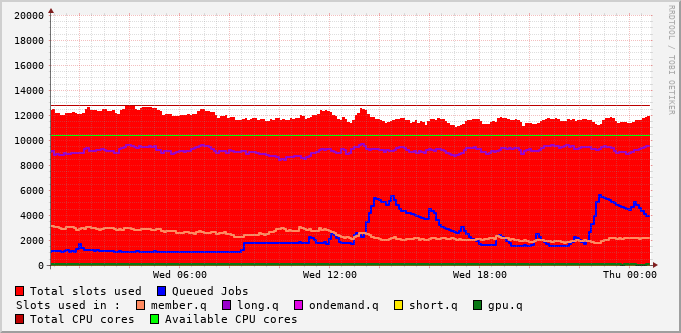 RRDTOOL / TOBI OETIKER
20000
18000
16000
14000
12000
10000
8000
6000
4000
2000
0
Wed 06:00 Wed 12:00 Wed 18:00 Thu 00:00
Total slots used Queued Jobs
Slots used in : member.q long.q ondemand.q short.q gpu.q
Total CPU cores Available CPU cores